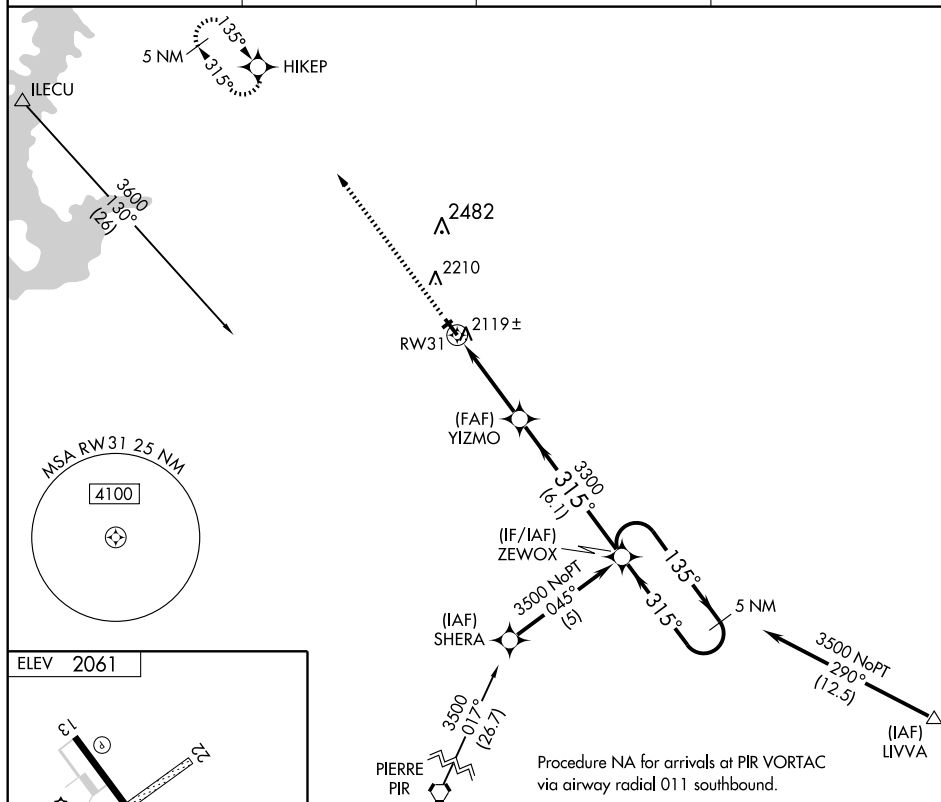 135°
5 NM
315°
HIKEP
ILECU
3600
130°
(26)
2482
2210
2119±
RW31
(FAF)
YIZMO
MSA RW31 25 NM
4100
3300
315°
(6.1)
(IF/IAF)
ZEWOX
135°
315°
5 NM
3500 NoPT
045°
(5)
(IAF)
SHERA
3500 NoPT
290°
(12.5)
(IAF)
LIVVA
3500
017°
(26.7)
PIERRE
PIR
Procedure NA for arrivals at PIR VORTAC
via airway radial 011 southbound.
ELEV 2061
13
P
22